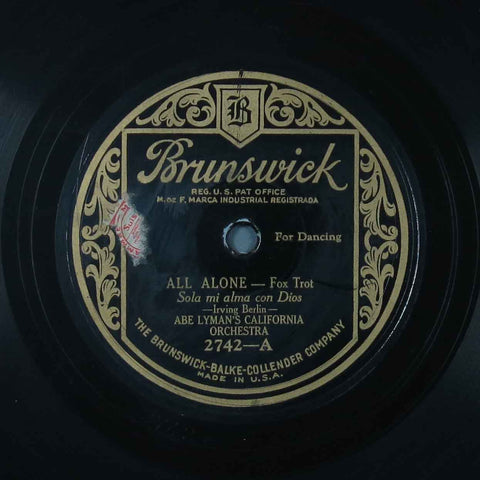 B
Brunswick
REG. U.S. PAT OFFICE
M. DE F. MARCA INDUSTRIAL REGISTRADA
For Dancing
ALL ALONE — Fox Trot
Sola mi alma con Dios
—Irving Berlin—
ABE LYMAN'S CALIFORNIA
ORCHESTRA
2742—A
THE BRUNSWICK-BALKE-COLLENDER COMPANY
MADE IN U.S.A.